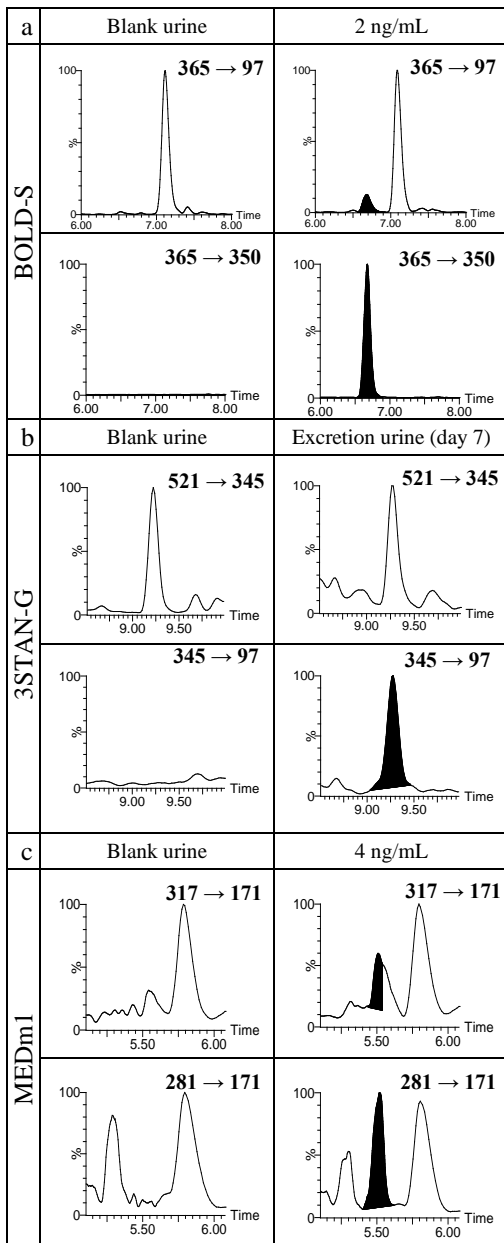 a Blank urine 2 ng/mL
BOLD-S
365 → 97
100
%
0
6.00 7.00 8.00
Time
365 → 97
100
%
0
6.00 7.00 8.00
Time
365 → 350
100
%
0
6.00 7.00 8.00
Time
365 → 350
100
%
0
6.00 7.00 8.00
Time
b Blank urine Excretion urine (day 7)
3STAN-G
521 → 345
100
%
0
9.00 9.50
Time
521 → 345
100
%
0
9.00 9.50
Time
345 → 97
100
%
0
9.00 9.50
Time
345 → 97
100
%
0
9.00 9.50
Time
c Blank urine 4 ng/mL
MEDm1
317 → 171
100
%
0
5.50 6.00
Time
317 → 171
100
%
0
5.50 6.00
Time
281 → 171
100
%
0
5.50 6.00
Time
281 → 171
100
%
0
5.50 6.00
Time